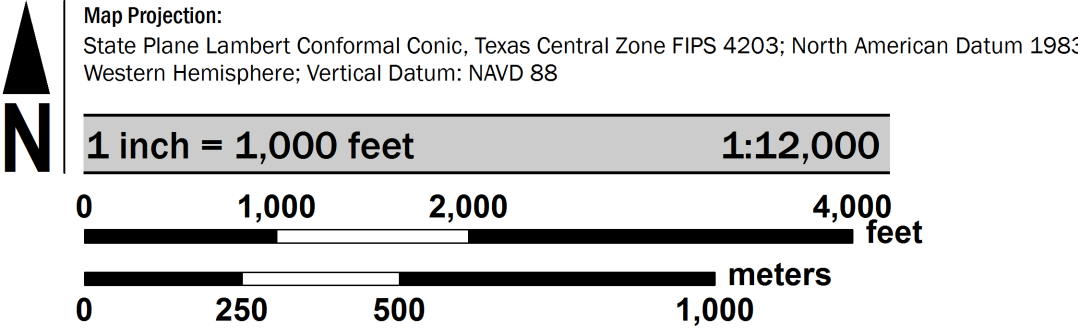 Map Projection:
State Plane Lambert Conformal Conic, Texas Central Zone FIPS 4203; North American Datum 1983
Western Hemisphere; Vertical Datum: NAVD 88
N
1 inch = 1,000 feet 1:12,000
0 1,000 2,000 4,000
feet
meters
0 250 500 1,000